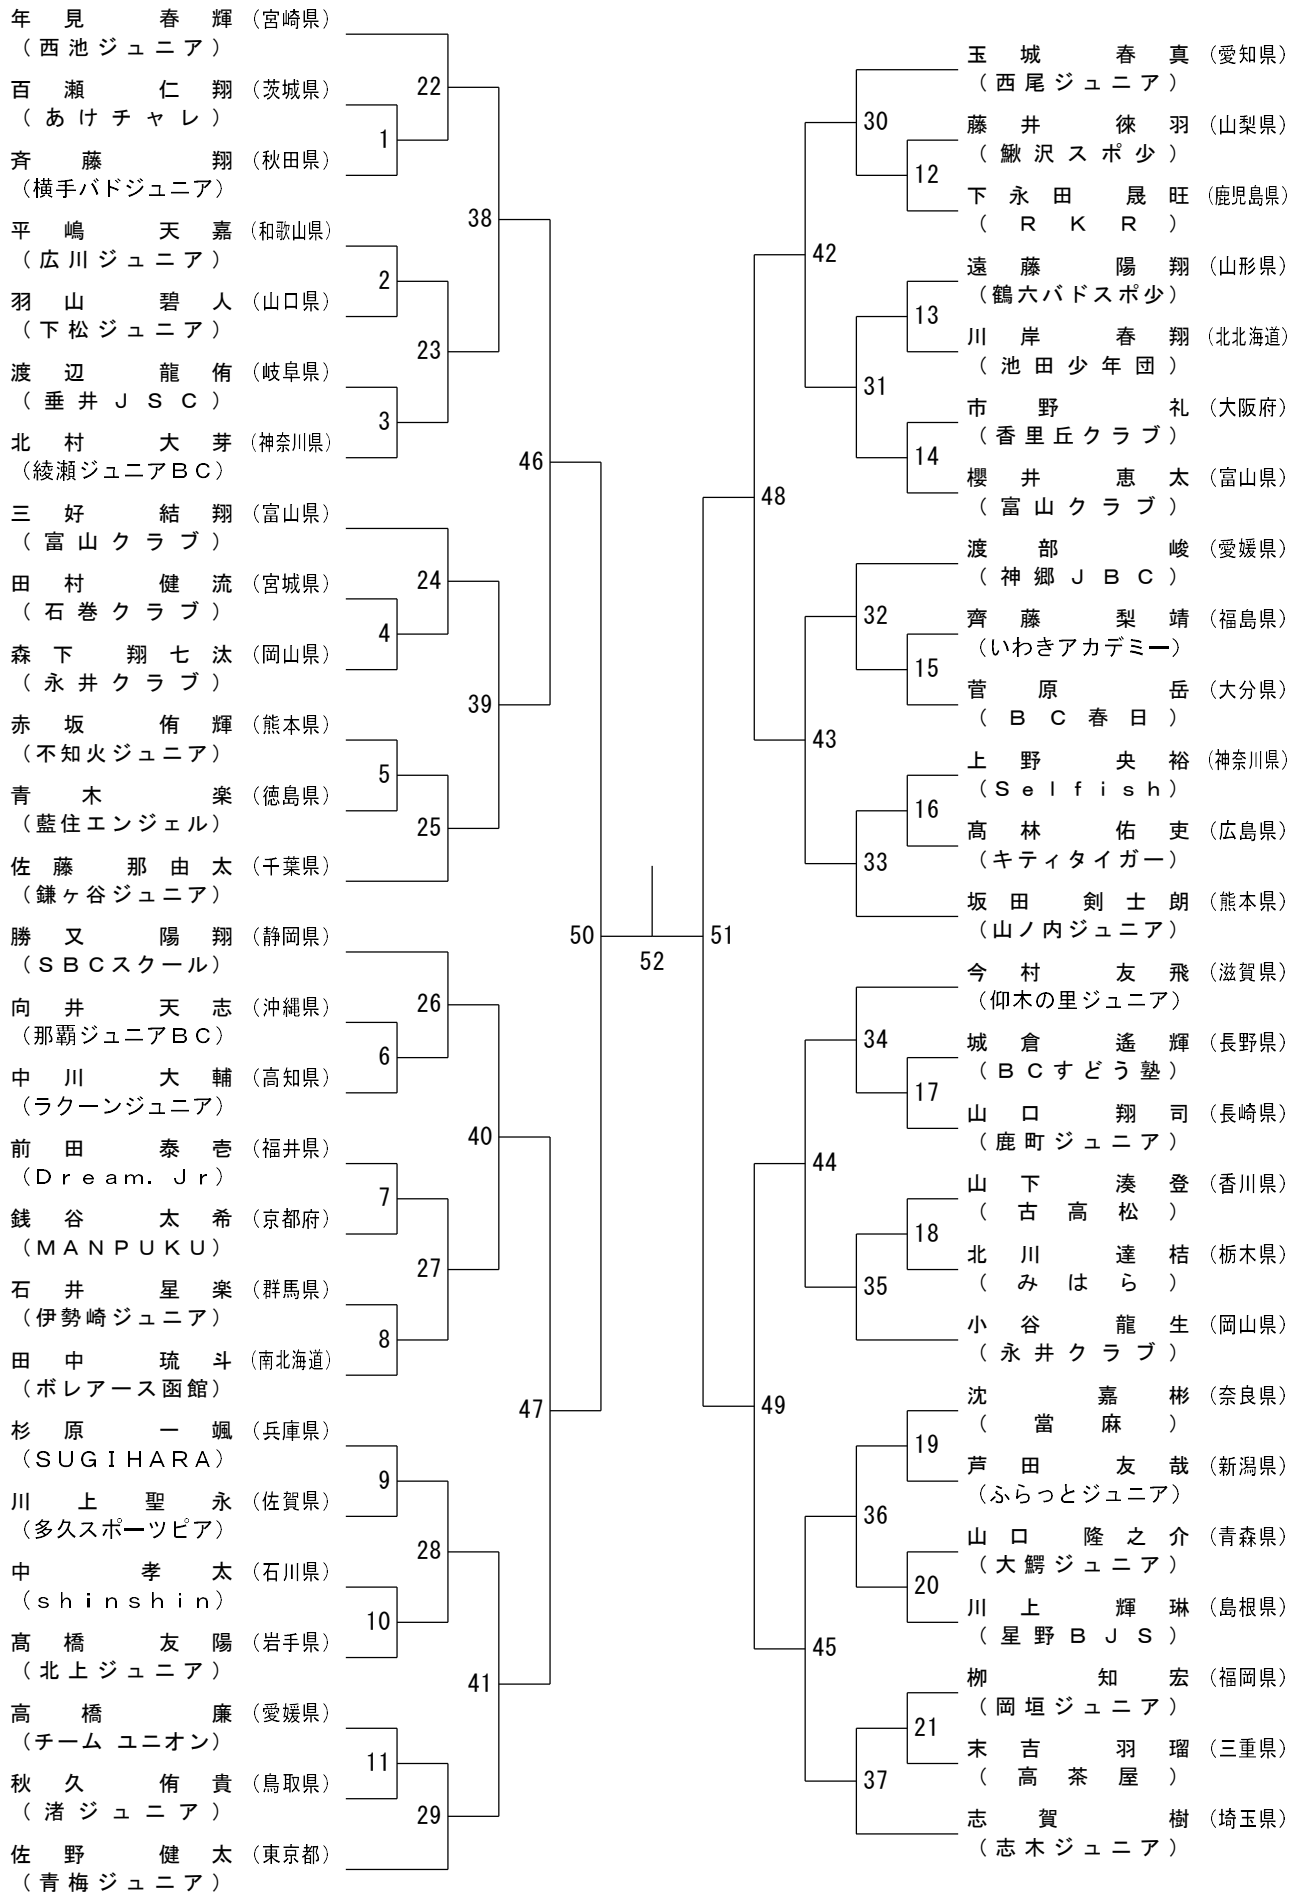 年見 春輝 （宮崎県）
（西池ジュニア）
百瀬 仁翔 （茨城県）
（あけチャレ）
斉藤 翔 （秋田県）
（横手バドジュニア）
平嶋 天嘉 （和歌山県）
（広川ジュニア）
羽山 碧人 （山口県）
（下松ジュニア）
渡辺 龍侑 （岐阜県）
（垂井ＪＳＣ）
北村 大芽 （神奈川県）
（綾瀬ジュニアＢＣ）
三好 結翔 （富山県）
（富山クラブ）
田村 健流 （宮城県）
（石巻クラブ）
森下 翔七汰 （岡山県）
（永井クラブ）
赤坂 侑輝 （熊本県）
（不知火ジュニア）
青木 楽 （徳島県）
（藍住エンジェル）
佐藤 那由太 （千葉県）
（鎌ヶ谷ジュニア）
勝又 陽翔 （静岡県）
（ＳＢＣスクール）
向井 天志 （沖縄県）
（那覇ジュニアＢＣ）
中川 大輔 （高知県）
（ラクーンジュニア）
前田 泰壱 （福井県）
（Ｄｒｅａｍ．Ｊｒ）
銭谷 太希 （京都府）
（ＭＡＮＰＵＫＵ）
石井 星楽 （群馬県）
（伊勢崎ジュニア）
田中 琉斗 （南北海道）
（ボレアース函館）
杉原 一颯 （兵庫県）
（ＳＵＧＩＨＡＲＡ）
川上 聖永 （佐賀県）
（多久スポーツピア）
中 孝太 （石川県）
（ｓｈｉｎｓｈｉｎ）
髙橋 友陽 （岩手県）
（北上ジュニア）
高橋 廉 （愛媛県）
（チーム ユニオン）
秋久 侑貴 （鳥取県）
（渚ジュニア）
佐野 健太 （東京都）
（青梅ジュニア）
1
2
3
4
5
6
7
8
9
10
11
22
23
24
25
26
27
28
29
38
39
40
41
46
47
50
52
51
48
49
42
43
44
45
30
31
32
33
34
35
36
37
12
13
14
15
16
17
18
19
20
21
玉城 春真 （愛知県）
（西尾ジュニア）
藤井 徠羽 （山梨県）
（鰍沢スポ少）
下永田 晟旺 （鹿児島県）
（ＲＫＲ）
遠藤 陽翔 （山形県）
（鶴六バドスポ少）
川岸 春翔 （北北海道）
（池田少年団）
市野 礼 （大阪府）
（香里丘クラブ）
櫻井 恵太 （富山県）
（富山クラブ）
渡部 峻 （愛媛県）
（神郷ＪＢＣ）
齊藤 梨靖 （福島県）
（いわきアカデミー）
菅原 岳 （大分県）
（ＢＣ春日）
上野 央裕 （神奈川県）
（Ｓｅｌｆｉｓｈ）
髙林 佑吏 （広島県）
（キティタイガー）
坂田 剣士朗 （熊本県）
（山ノ内ジュニア）
今村 友飛 （滋賀県）
（仰木の里ジュニア）
城倉 遙輝 （長野県）
（ＢＣすどう塾）
山口 翔司 （長崎県）
（鹿町ジュニア）
山下 湊登 （香川県）
（古高松）
北川 達桔 （栃木県）
（みはら）
小谷 龍生 （岡山県）
（永井クラブ）
沈 嘉彬 （奈良県）
（當麻）
芦田 友哉 （新潟県）
（ふらっとジュニア）
山口 隆之介 （青森県）
（大鰐ジュニア）
川上 輝琳 （島根県）
（星野ＢＪＳ）
栁 知宏 （福岡県）
（岡垣ジュニア）
末吉 羽瑠 （三重県）
（高茶屋）
志賀 樹 （埼玉県）
（志木ジュニア）